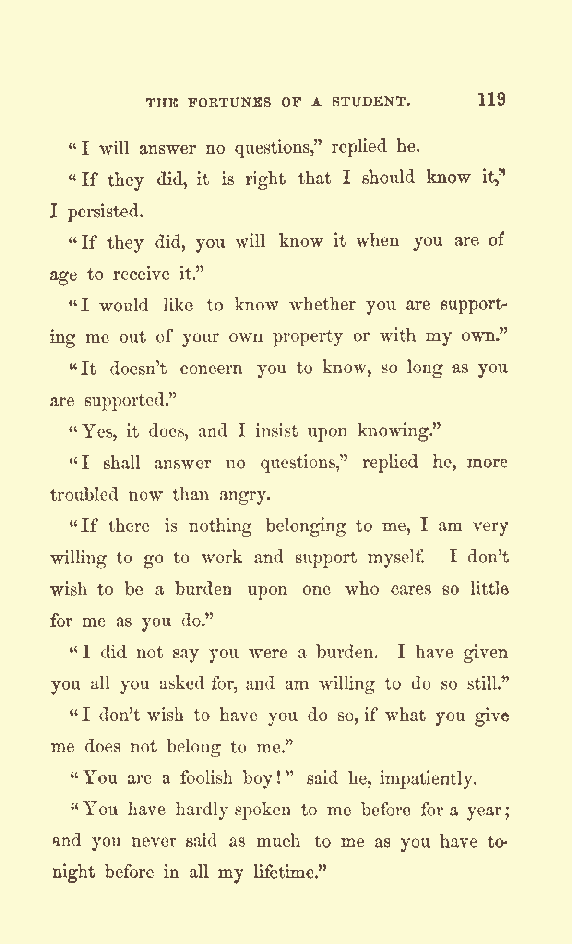 THE FORTUNES OF A STUDENT. 119
“I will answer no questions,” replied he.
“If they did, it is right that I should know it,”
I persisted.
“If they did, you will know it when you are of
age to receive it.”
“I would like to know whether you are support-
ing me out of your own property or with my own.”
“It doesn’t concern you to know, so long as you
are supported.”
“Yes, it does, and I insist upon knowing.”
“I shall answer no questions,” replied he, more
troubled now than angry.
“If there is nothing belonging to me, I am very
willing to go to work and support myself. I don’t
wish to be a burden upon one who cares so little
for me as you do.”
“I did not say you were a burden. I have given
you all you asked for, and am willing to do so still.”
“I don’t wish to have you do so, if what you give
me does not belong to me.”
“You are a foolish boy!” said he, impatiently.
“You have hardly spoken to me before for a year;
and you never said as much to me as you have to-
night before in all my lifetime.”